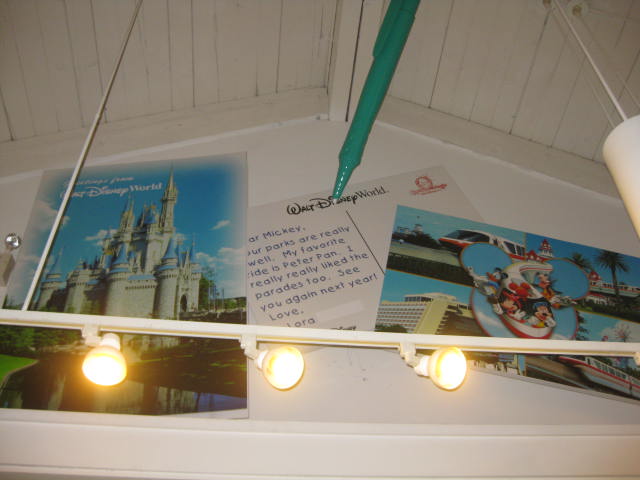 Greetings from
WALT DISNEY World
WALT DISNEY World.
ar Mickey,
our parks are really
well. My favorite
ride is Peter Pan. I
really really liked the
parades too. See
you again next year!
Love,
Lora